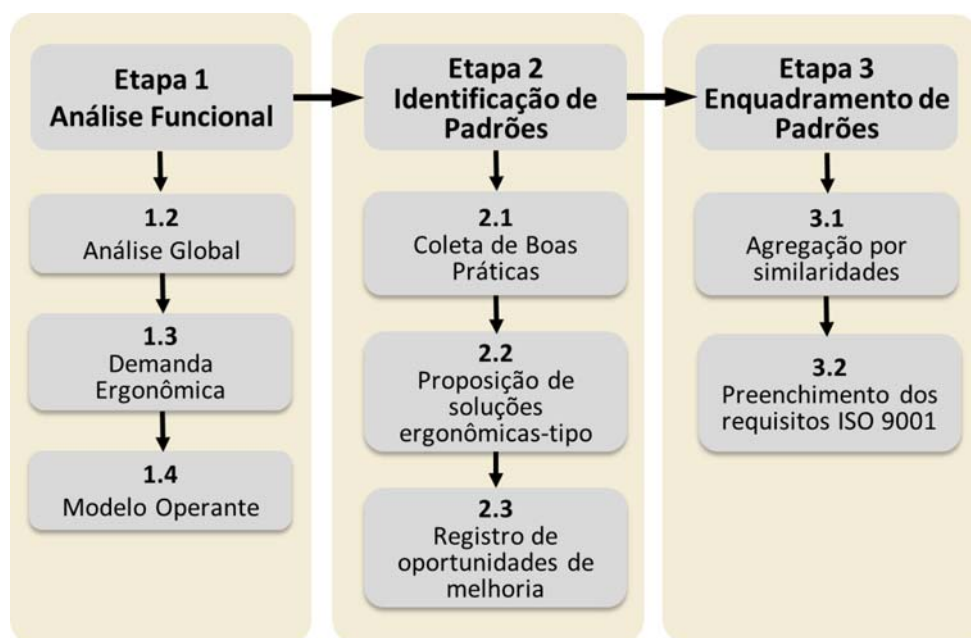 Etapa 1
Análise Funcional
1.2
Análise Global
1.3
Demanda
Ergonômica
1.4
Modelo Operante
Etapa 2
Identificação de
Padrões
2.1
Coleta de Boas
Práticas
2.2
Proposição de
soluções
ergonômicas-tipo
2.3
Registro de
oportunidades de
melhoria
Etapa 3
Enquadramento de
Padrões
3.1
Agregação por
similaridades
3.2
Preenchimento dos
requisitos ISO 9001